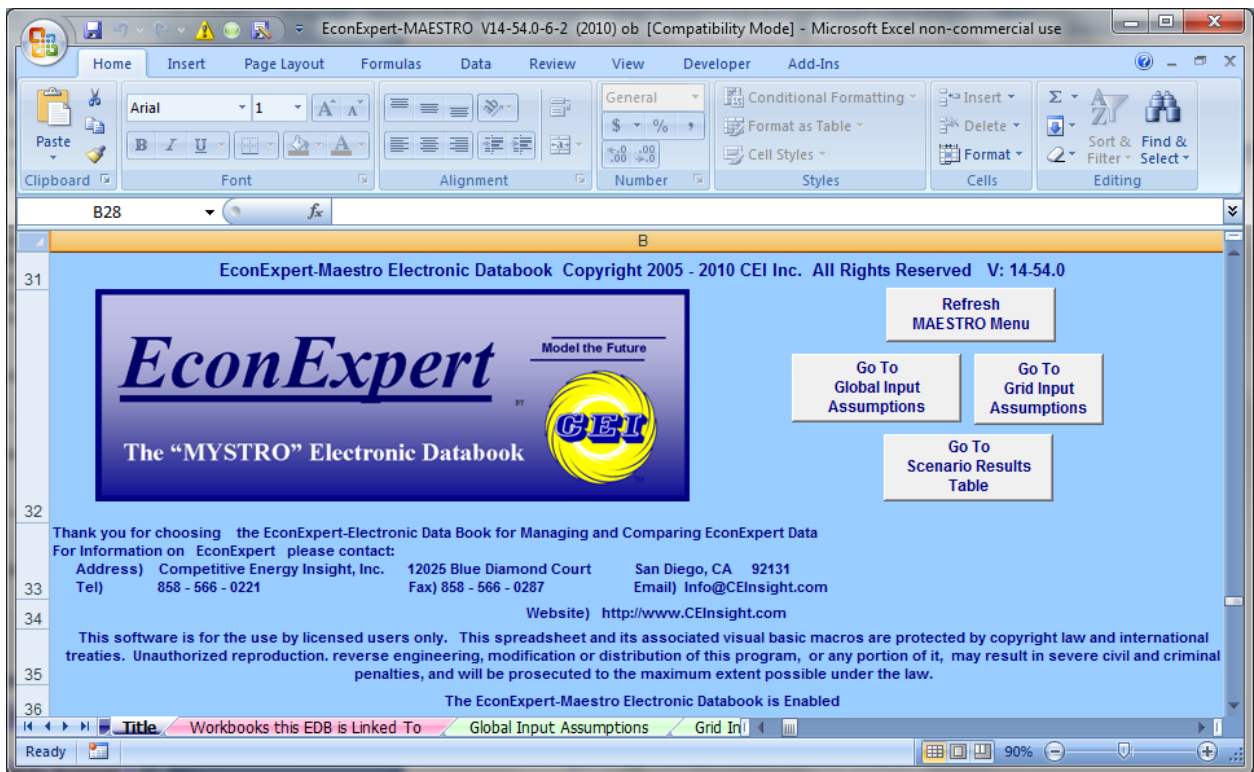 EconExpert-MAESTRO V14-54.0-6-2 (2010) ob [Compatibility Mode] - Microsoft Excel non-commercial use
Home Insert Page Layout Formulas Data Review View Developer Add-Ins
Paste
Clipboard
Arial 1
B I U
Font
Alignment
General
$ % ,
Number
Conditional Formatting
Format as Table
Cell Styles
Styles
Insert
Delete
Format
Cells
Sort & Filter
Find & Select
Editing
B28 fx
B
31 EconExpert-Maestro Electronic Databook Copyright 2005 - 2010 CEI Inc. All Rights Reserved V: 14-54.0
EconExpert
Model the Future
BY
CEI
TM
The “MYSTRO” Electronic Databook
Refresh
MAESTRO Menu
Go To
Global Input
Assumptions
Go To
Grid Input
Assumptions
Go To
Scenario Results
Table
32
Thank you for choosing the EconExpert-Electronic Data Book for Managing and Comparing EconExpert Data
For Information on EconExpert please contact:
Address) Competitive Energy Insight, Inc. 12025 Blue Diamond Court San Diego, CA 92131
33 Tel) 858 - 566 - 0221 Fax) 858 - 566 - 0287 Email) Info@CEInsight.com
34 Website) http://www.CEInsight.com
This software is for the use by licensed users only. This spreadsheet and its associated visual basic macros are protected by copyright law and international
treaties. Unauthorized reproduction. reverse engineering, modification or distribution of this program, or any portion of it, may result in severe civil and criminal
35 penalties, and will be prosecuted to the maximum extent possible under the law.
36 The EconExpert-Maestro Electronic Databook is Enabled
Title Workbooks this EDB is Linked To Global Input Assumptions Grid In
Ready 90%